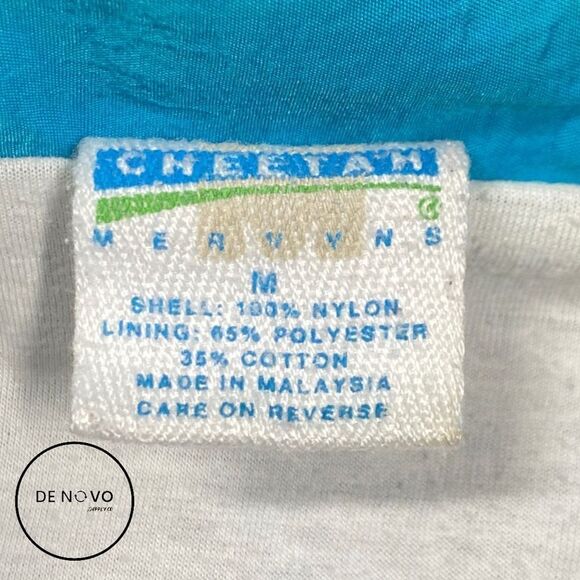 CHEETAH
MERVYNS
M
SHELL: 100% NYLON
LINING: 65% POLYESTER
35% COTTON
MADE IN MALAYSIA
CARE ON REVERSE
DE NOVO